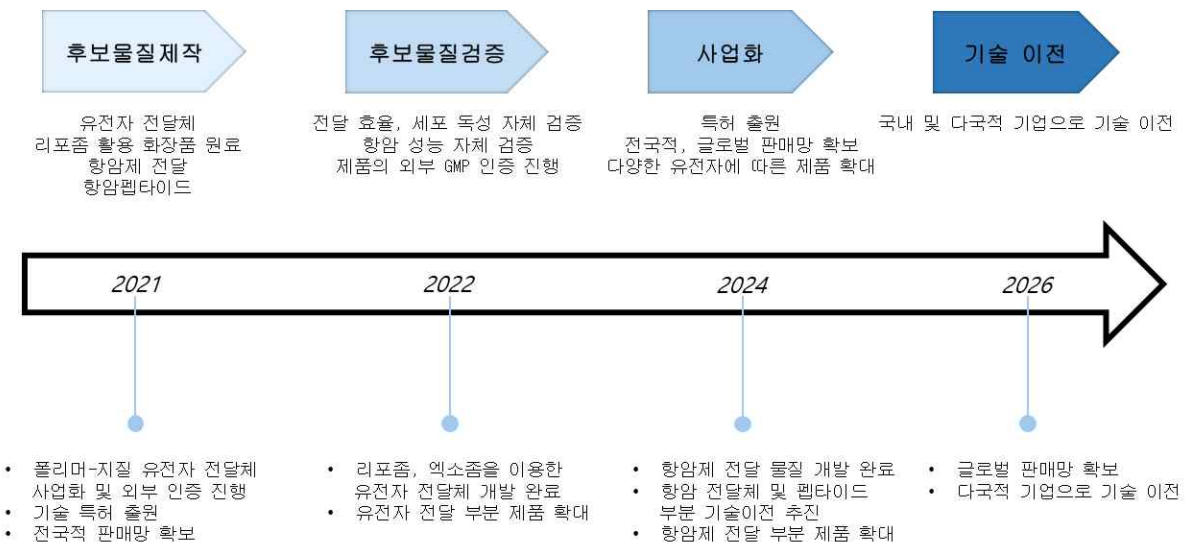 후보물질제작
후보물질검증
사업화
기술 이전
유전자 전달체
리포좀 활용 화장품 원료
항암제 전달
항암펩타이드
전달 효율, 세포 독성 자체 검증
항암 성능 자체 검증
제품의 외부 GMP 인증 진행
특허 출원
전국적, 글로벌 판매망 확보
다양한 유전자에 따른 제품 확대
국내 및 다국적 기업으로 기술 이전
2021
2022
2024
2026
• 폴리머-지질 유전자 전달체
사업화 및 외부 인증 진행
• 기술 특허 출원
• 전국적 판매망 확보
• 리포좀, 엑소좀을 이용한
유전자 전달체 개발 완료
• 유전자 전달 부분 제품 확대
• 항암제 전달 물질 개발 완료
• 항암 전달체 및 펩타이드
부분 기술이전 추진
• 항암제 전달 부분 제품 확대
• 글로벌 판매망 확보
• 다국적 기업으로 기술 이전